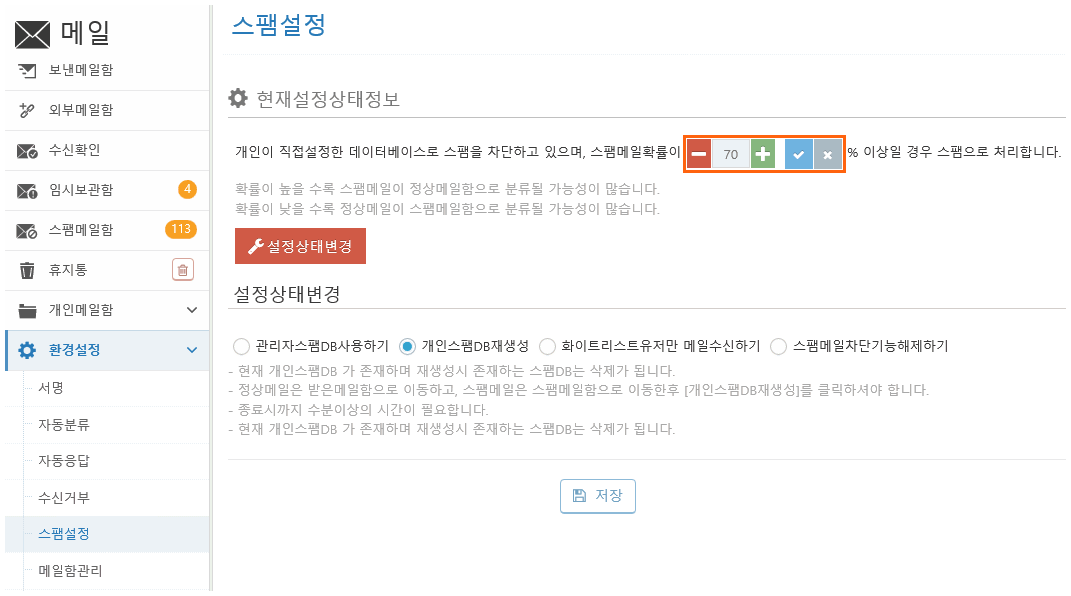 메일
보낸메일함
외부메일함
수신확인
임시보관함 4
스팸메일함 113
휴지통
개인메일함
환경설정
서명
자동분류
자동응답
수신거부
스팸설정
메일함관리
스팸설정
현재설정상태정보
개인이 직접설정한 데이터베이스로 스팸을 차단하고 있으며, 스팸메일확률이 70 % 이상일 경우 스팸으로 처리합니다.
확률이 높을 수록 스팸메일이 정상메일함으로 분류될 가능성이 많습니다.
확률이 낮을 수록 정상메일이 스팸메일함으로 분류될 가능성이 많습니다.
설정상태변경
설정상태변경
관리자스팸DB사용하기 개인스팸DB재생성 화이트리스트유저만 메일수신하기 스팸메일차단기능해제하기
- 현재 개인스팸DB 가 존재하며 재생성시 존재하는 스팸DB는 삭제가 됩니다.
- 정상메일은 받은메일함으로 이동하고, 스팸메일은 스팸메일함으로 이동한후 [개인스팸DB재생성]를 클릭하셔야 합니다.
- 종료시까지 수분이상의 시간이 필요합니다.
- 현재 개인스팸DB 가 존재하며 재생성시 존재하는 스팸DB는 삭제가 됩니다.
저장